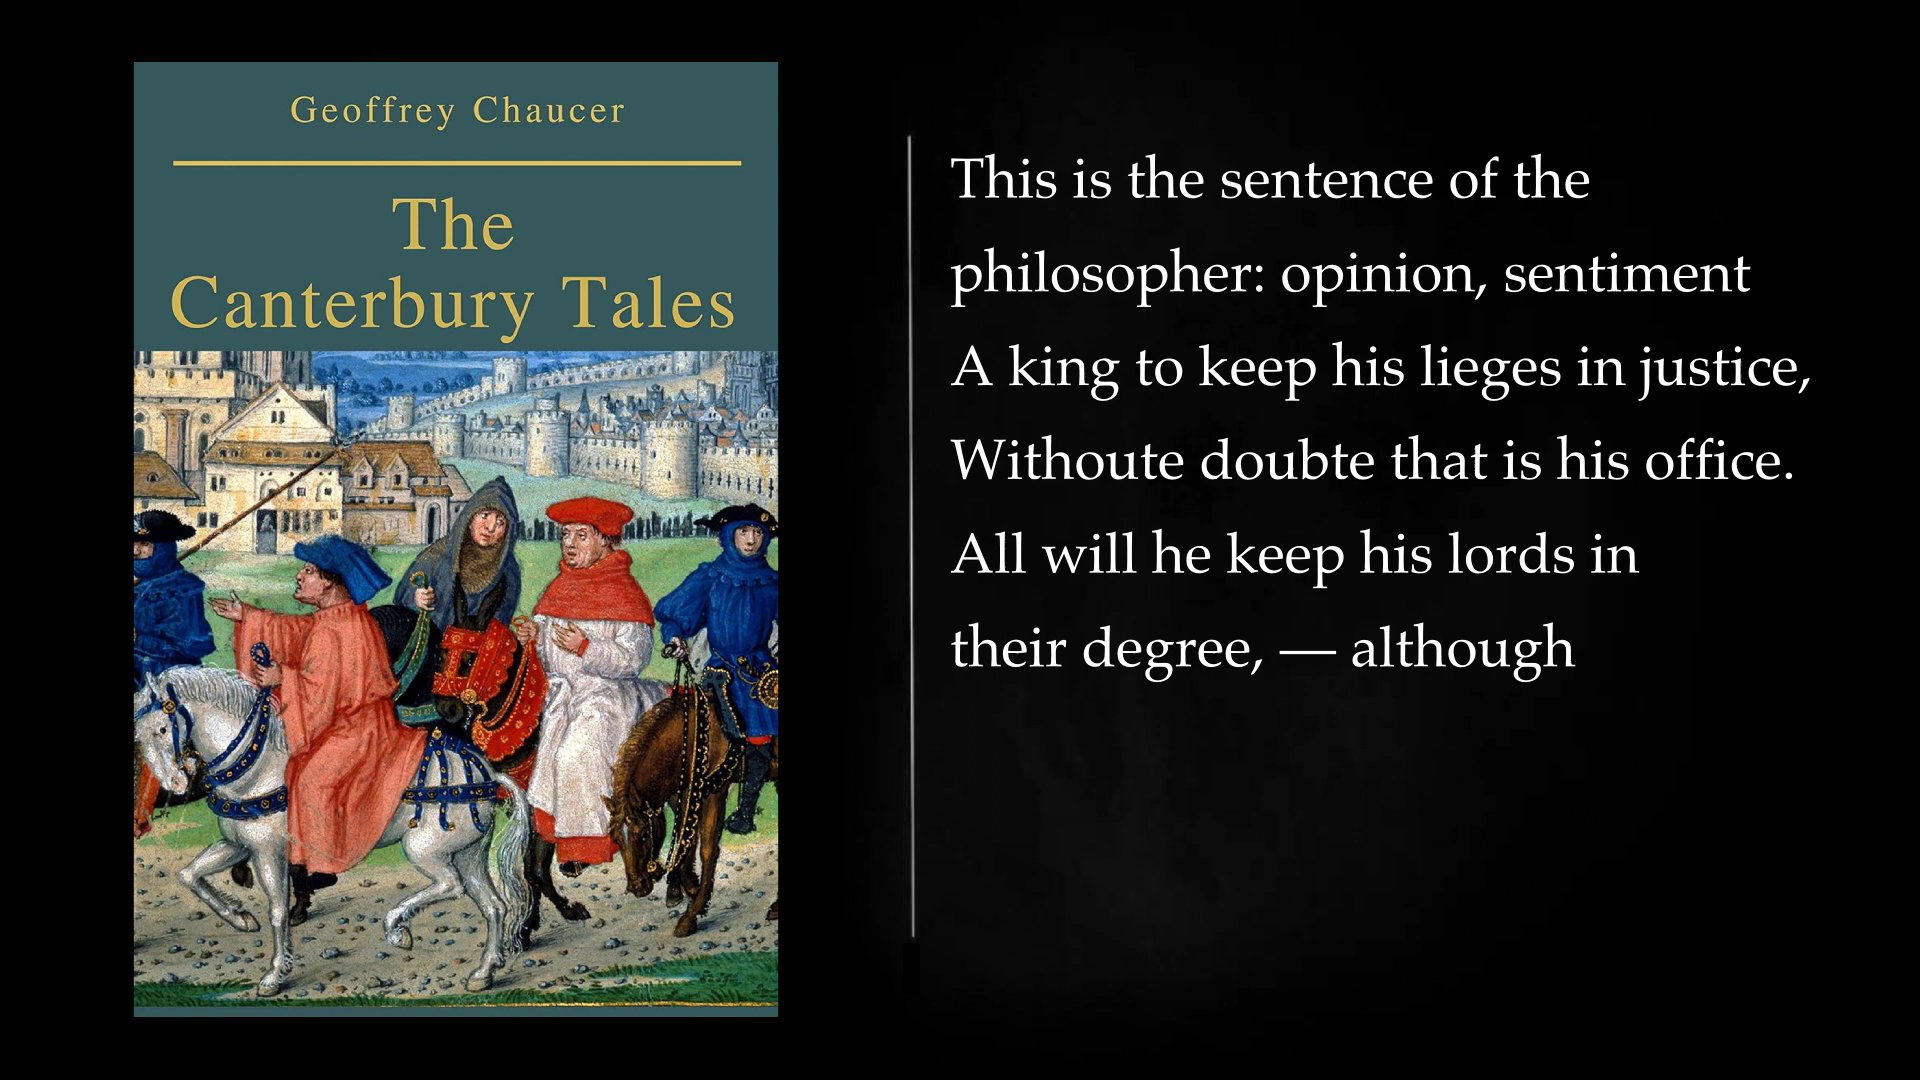 Geoffrey Chaucer
The
Canterbury Tales
This is the sentence of the
philosopher: opinion, sentiment
A king to keep his lieges in justice,
Withoute doubte that is his office.
All will he keep his lords in
their degree, — although